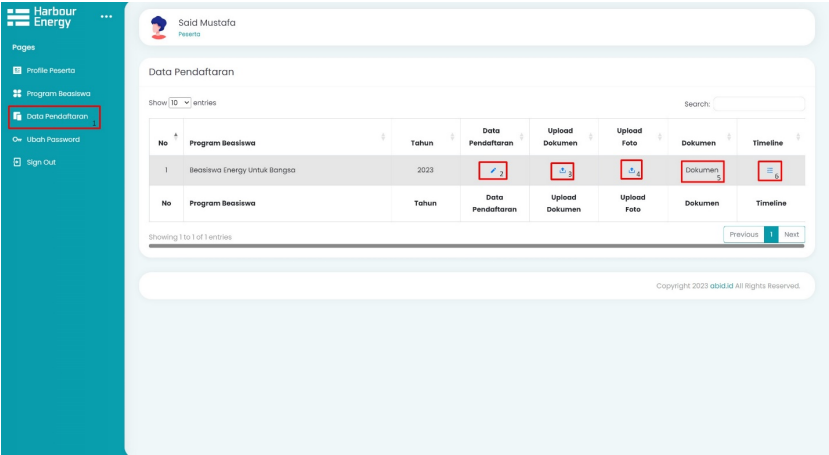 Harbour
Energy
Pages
Profile Peserta
Program Beasiswa
Data Pendaftaran 1
Ubah Password
Sign Out
Said Mustafa
Peserta
Data Pendaftaran
Show 10 entries
Search:
No Program Beasiswa Tahun Data Pendaftaran Upload Dokumen Upload Foto Dokumen Timeline
1 Beasiswa Energy Untuk Bangsa 2023 2 3 4 Dokumen 5 6
No Program Beasiswa Tahun Data Pendaftaran Upload Dokumen Upload Foto Dokumen Timeline
Showing 1 to 1 of 1 entries
Previous 1 Next
Copyright 2023 abid.id All Rights Reserved.